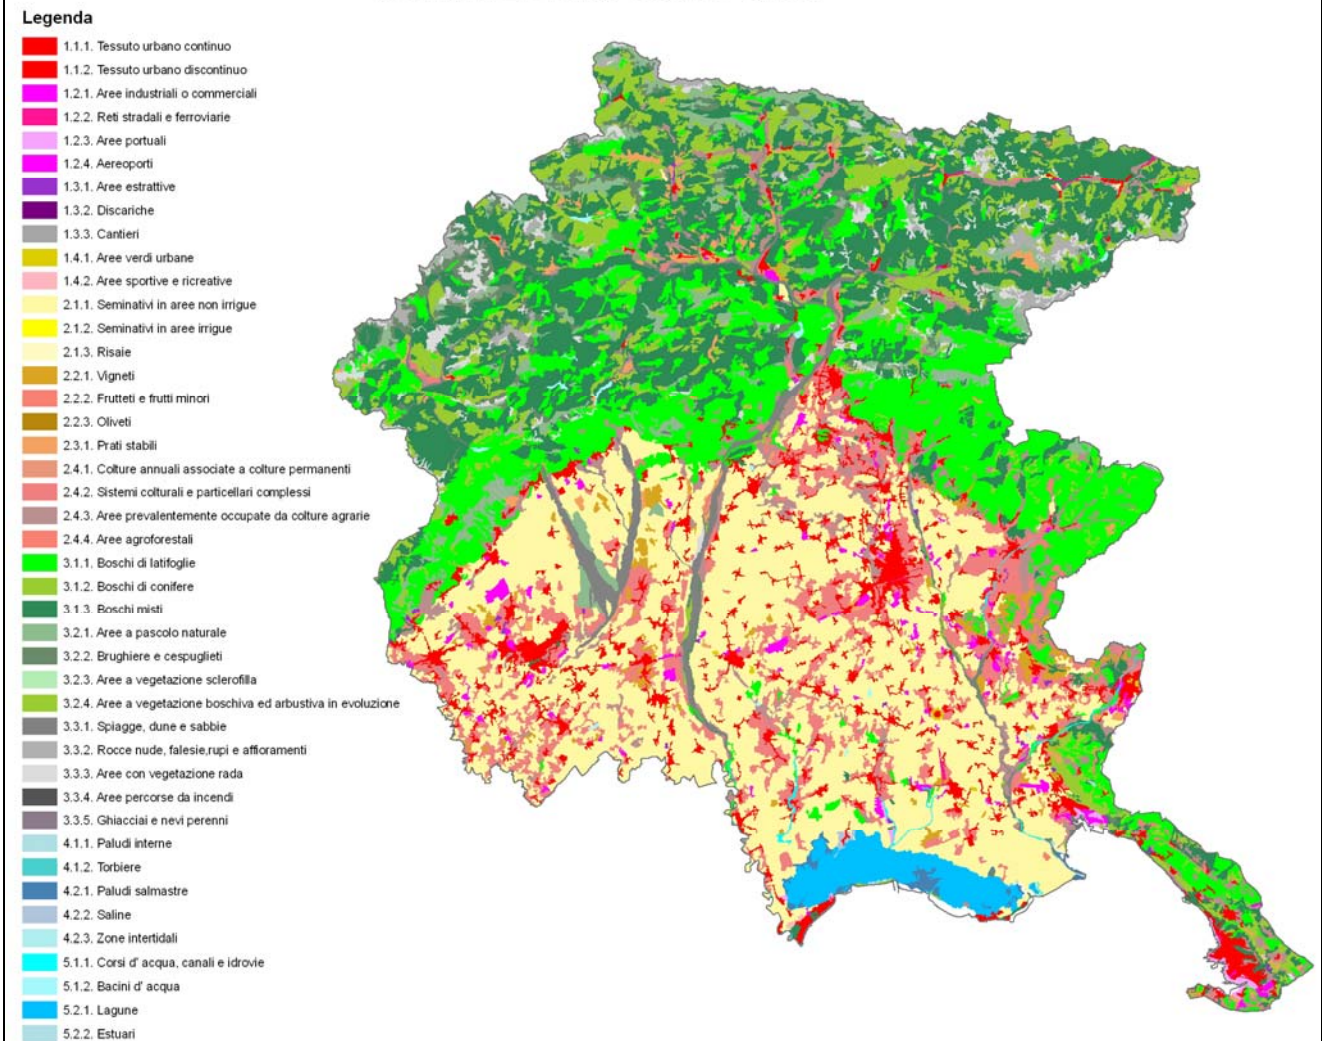 Legenda
1.1.1. Tessuto urbano continuo
1.1.2. Tessuto urbano discontinuo
1.2.1. Aree industriali o commerciali
1.2.2. Reti stradali e ferroviarie
1.2.3. Aree portuali
1.2.4. Aereoporti
1.3.1. Aree estrattive
1.3.2. Discariche
1.3.3. Cantieri
1.4.1. Aree verdi urbane
1.4.2. Aree sportive e ricreative
2.1.1. Seminativi in aree non irrigue
2.1.2. Seminativi in aree irrigue
2.1.3. Risaie
2.2.1. Vigneti
2.2.2. Frutteti e frutti minori
2.2.3. Oliveti
2.3.1. Prati stabili
2.4.1. Colture annuali associate a colture permanenti
2.4.2. Sistemi colturali e particellari complessi
2.4.3. Aree prevalentemente occupate da colture agrarie
2.4.4. Aree agroforestali
3.1.1. Boschi di latifoglie
3.1.2. Boschi di conifere
3.1.3. Boschi misti
3.2.1. Aree a pascolo naturale
3.2.2. Brughiere e cespuglieti
3.2.3. Aree a vegetazione sclerofilla
3.2.4. Aree a vegetazione boschiva ed arbustiva in evoluzione
3.3.1. Spiagge, dune e sabbie
3.3.2. Rocce nude, falesie,rupi e affioramenti
3.3.3. Aree con vegetazione rada
3.3.4. Aree percorse da incendi
3.3.5. Ghiacciai e nevi perenni
4.1.1. Paludi interne
4.1.2. Torbiere
4.2.1. Paludi salmastre
4.2.2. Saline
4.2.3. Zone intertidali
5.1.1. Corsi d' acqua, canali e idrovie
5.1.2. Bacini d' acqua
5.2.1. Lagune
5.2.2. Estuari